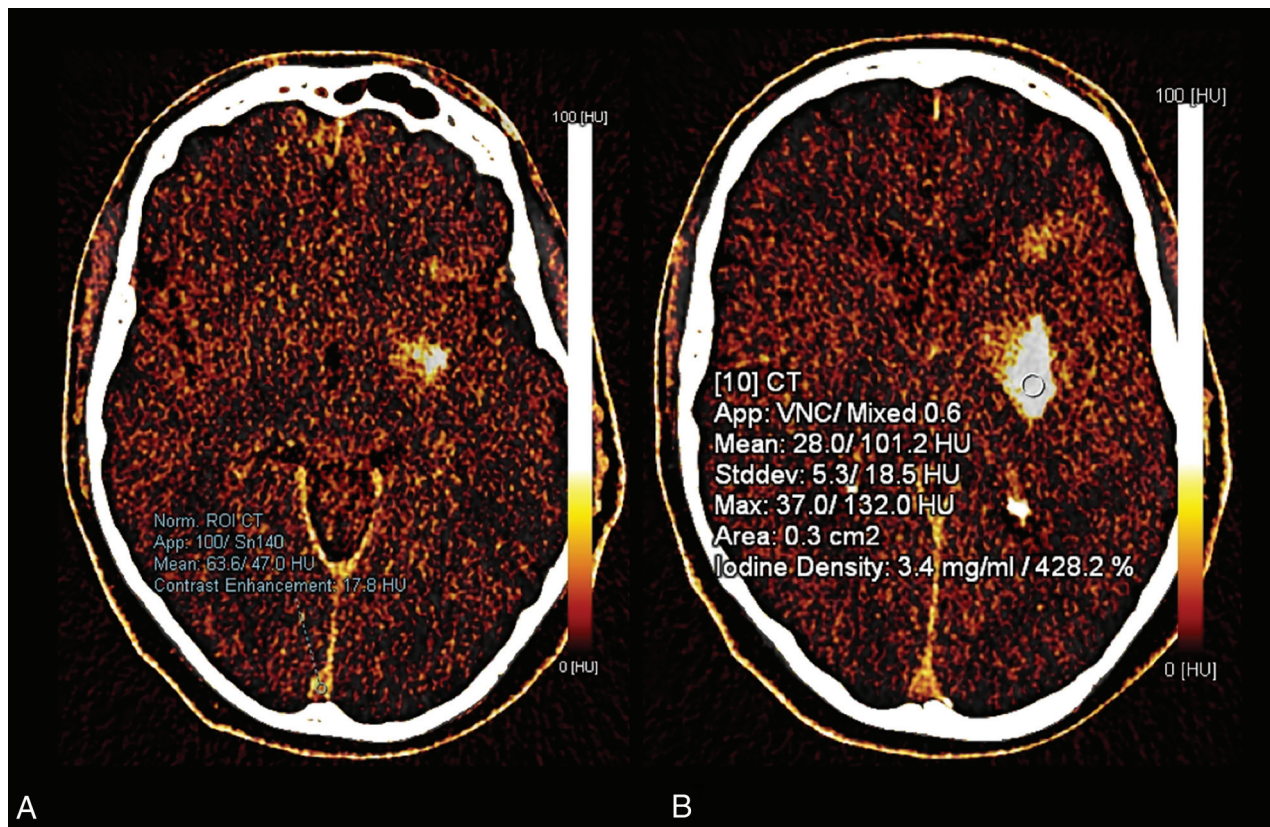 100 [HU]
Norm. ROI CT
App: 100/ Sn140
Mean: 63.6/ 47.0 HU
Contrast Enhancement: 17.8 HU
0 [HU]
A
100 [HU]
[10] CT
App: VNC/ Mixed 0.6
Mean: 28.0/ 101.2 HU
Stddev: 5.3/ 18.5 HU
Max: 37.0/ 132.0 HU
Area: 0.3 cm2
Iodine Density: 3.4 mg/ml / 428.2 %
0 [HU]
B